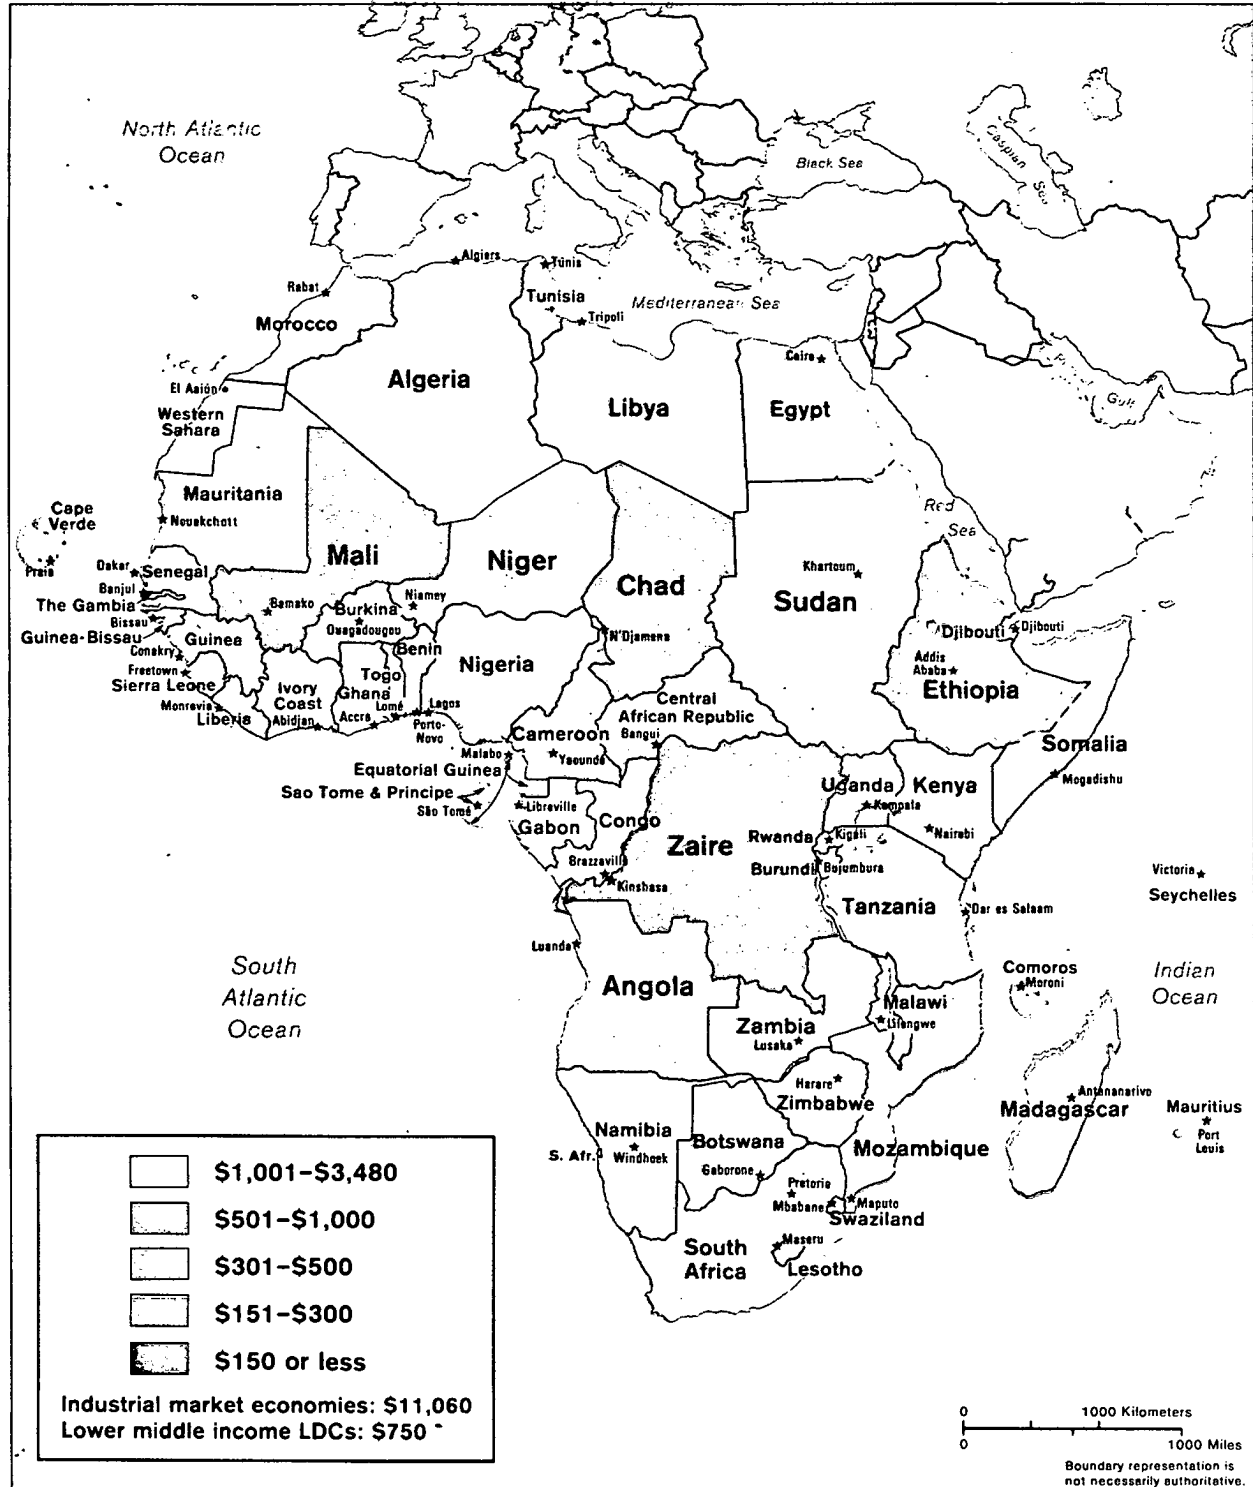 North Atlantic
Ocean
Black Sea
Caspian
Sea
Algiers
Tunis
Rabat
Tunisia
Mediterranean Sea
Tripoli
Morocco
Cairo
Algeria
El Aaiún
Libya
Egypt
Gulf
Western
Sahara
Mauritania
Cape
Verde
Nouakchott
Red
Sea
Praia
Dakar
Senegal
Mali
Niger
Chad
Khartoum
Sudan
Banjul
The Gambia
Bamako
Burkina
Niamey
Bissau
Ouagadougou
N'Djamena
Djibouti
Djibouti
Guinea-Bissau
Guinea
Benin
Conakry
Nigeria
Addis
Ababa
Freetown
Togo
Ethiopia
Sierra Leone
Ivory
Coast
Ghana
Central
African Republic
Monrovia
Liberia
Abidjan
Accra
Lomé
Lagos
Porto-
Novo
Cameroon
Bangui
Somalia
Malabo
Yaoundé
Equatorial Guinea
Mogadishu
Uganda
Kenya
Sao Tome & Principe
São Tomé
Libreville
Kampala
Gabon
Congo
Nairobi
Zaire
Rwanda
Kigali
Brazzaville
Burundi
Bujumbura
Victoria
Seychelles
Kinshasa
Tanzania
Dar es Salaam
Luanda
South
Atlantic
Ocean
Comoros
Moroni
Indian
Ocean
Angola
Malawi
Lilongwe
Zambia
Lusaka
Harare
Zimbabwe
Antananarivo
Madagascar
Mauritius
Port
Louis
Namibia
Windhoek
S. Afr.
Botswana
Gaborone
Mozambique
Pretoria
Mbabane
Maputo
Swaziland
South
Africa
Maseru
Lesotho
$1,001–$3,480
$501–$1,000
$301–$500
$151–$300
$150 or less
Industrial market economies: $11,060
Lower middle income LDCs: $750
0 1000 Kilometers
0 1000 Miles
Boundary representation is
not necessarily authoritative.